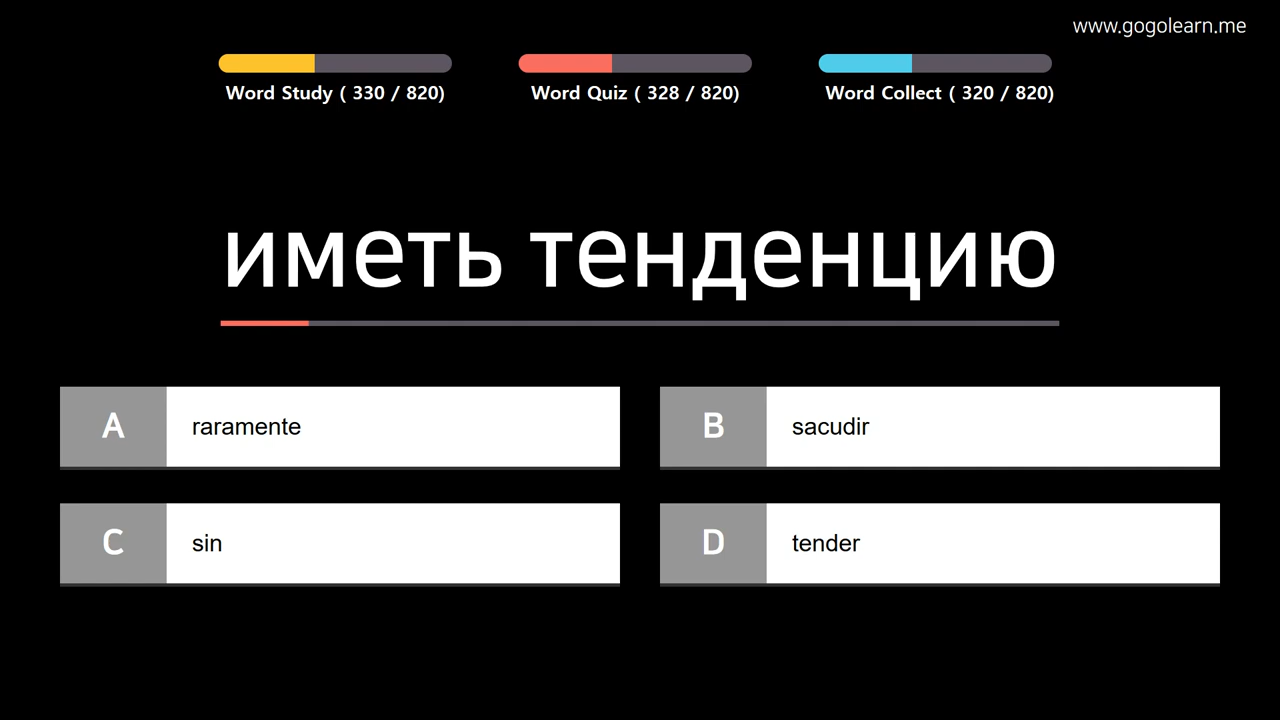 www.gogolearn.me
Word Study ( 330 / 820)
Word Quiz ( 328 / 820)
Word Collect ( 320 / 820)
иметь тенденцию
A raramente
B sacudir
C sin
D tender